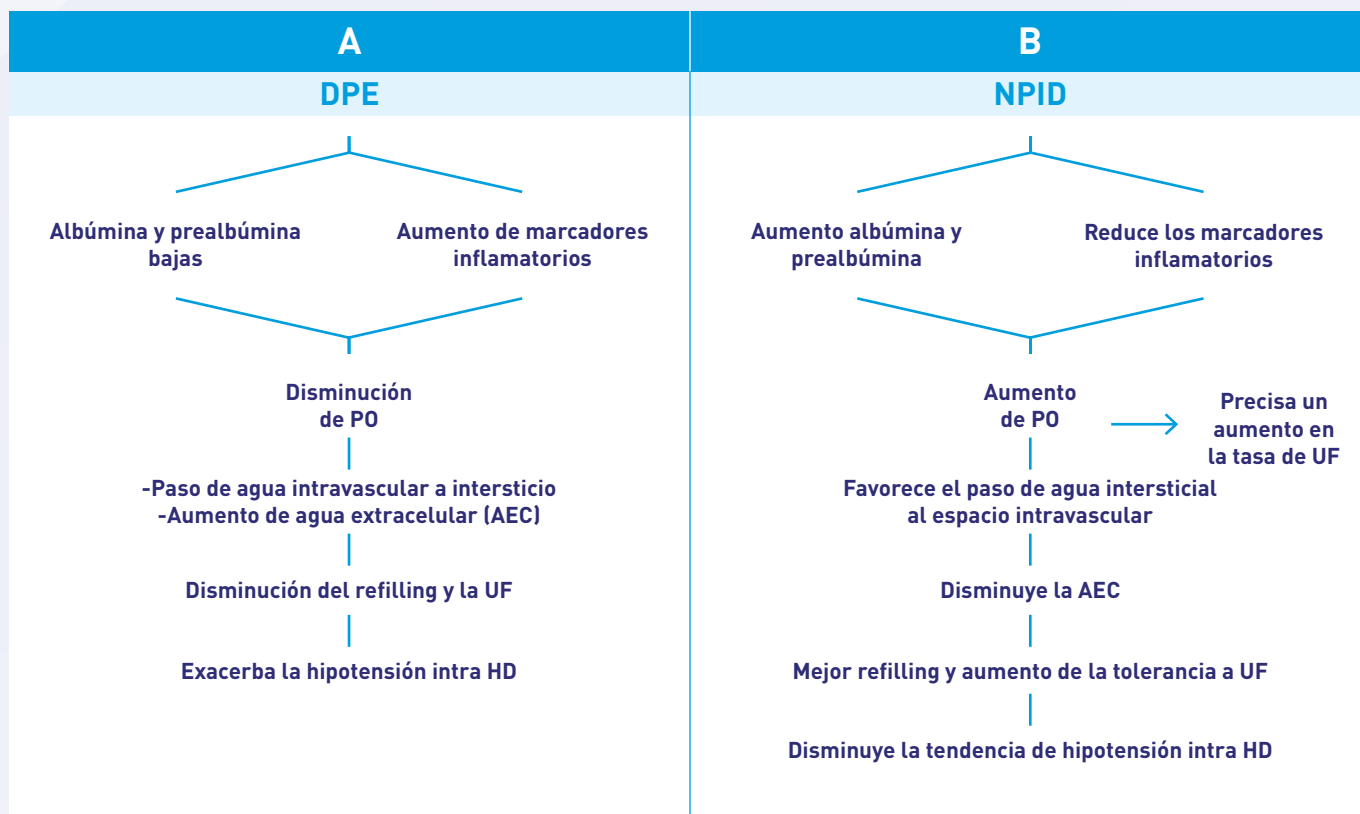 A
DPE
Albúmina y prealbúmina
bajas
Aumento de marcadores
inflamatorios
Disminución
de PO
-Paso de agua intravascular a intersticio
-Aumento de agua extracelular (AEC)
Disminución del refilling y la UF
Exacerba la hipotensión intra HD
B
NPID
Aumento albúmina y
prealbúmina
Reduce los marcadores
inflamatorios
Aumento
de PO
Precisa un
aumento en
la tasa de UF
Favorece el paso de agua intersticial
al espacio intravascular
Disminuye la AEC
Mejor refilling y aumento de la tolerancia a UF
Disminuye la tendencia de hipotensión intra HD